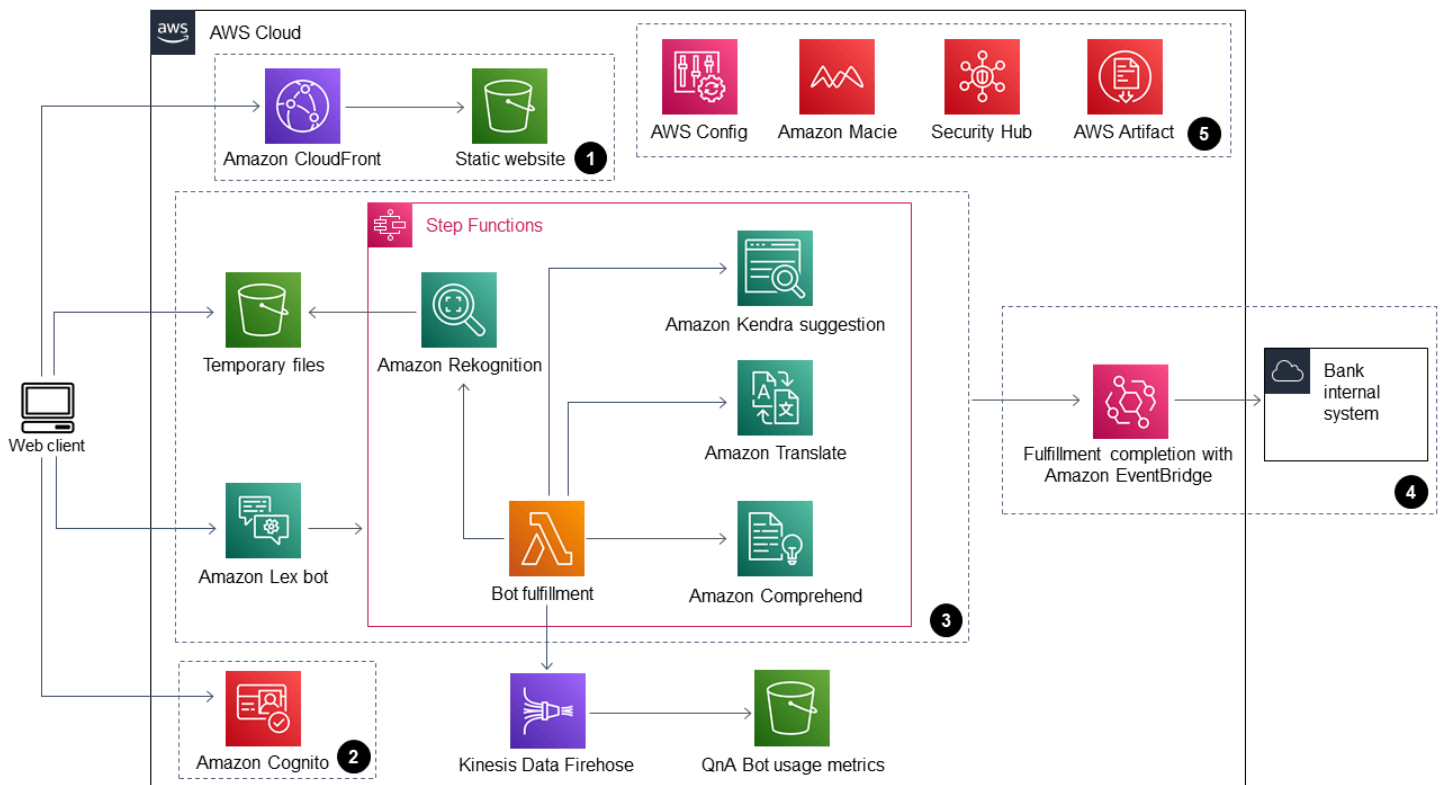 aws
AWS Cloud
Amazon CloudFront
Static website
1
AWS Config
Amazon Macie
Security Hub
AWS Artifact
5
Step Functions
Temporary files
Amazon Rekognition
Amazon Kendra suggestion
A
文
Amazon Translate
Web client
Amazon Lex bot
Bot fulfillment
Amazon Comprehend
3
Fulfillment completion with
Amazon EventBridge
Bank
internal
system
4
Amazon Cognito
2
Kinesis Data Firehose
QnA Bot usage metrics